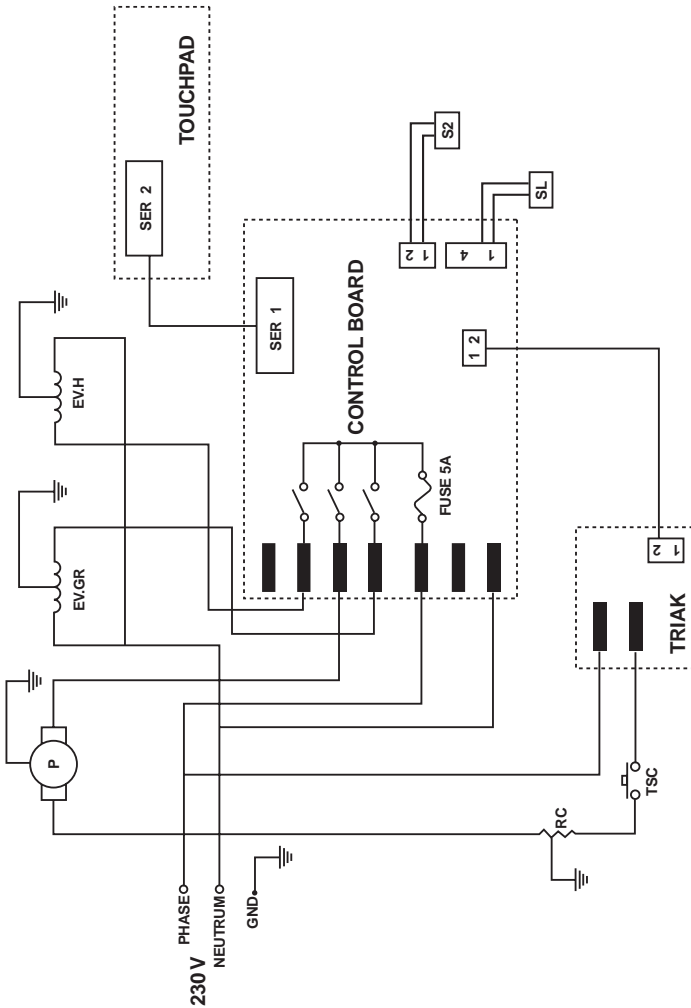 TOUCHPAD
SER 2
S2
SL
1 2
4 1
SER 1
CONTROL BOARD
1 2
EV.H
EV.GR
FUSE 5A
1 2
TRIAK
P
TSC
RC
PHASE
230 V
NEUTRUM
GND